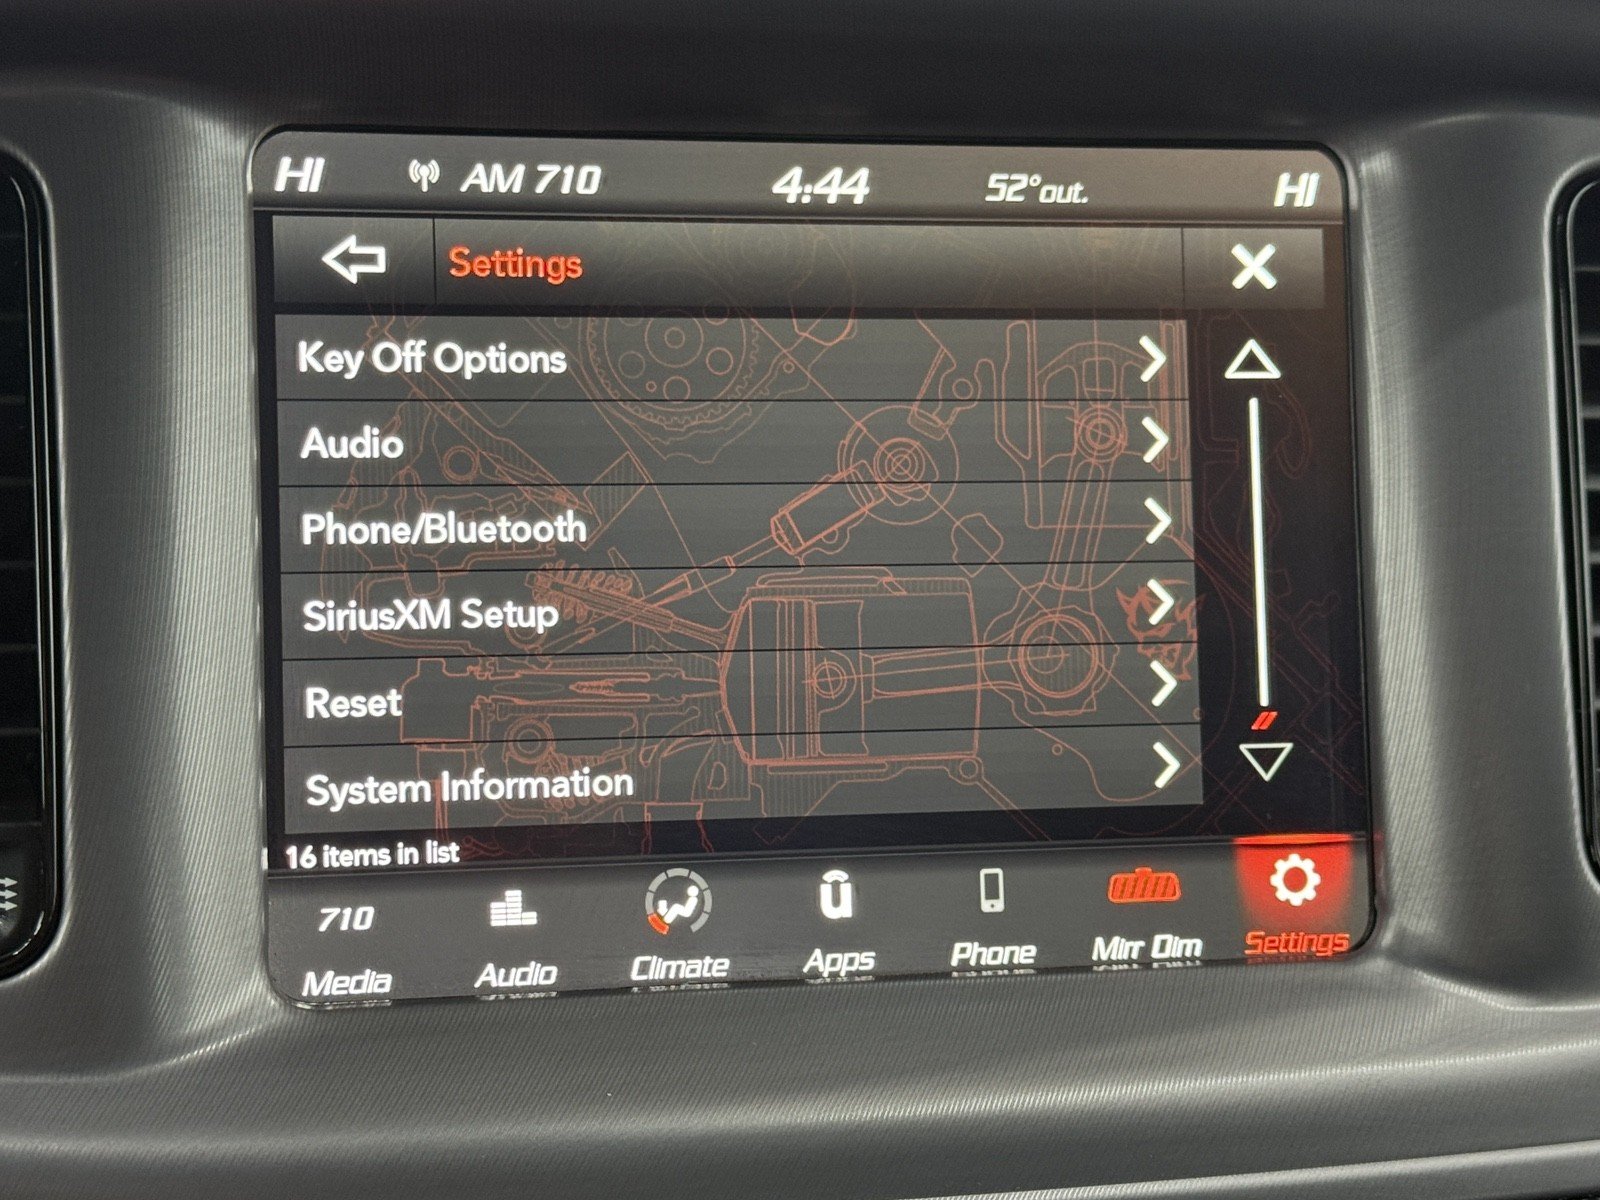 HI AM 710 4:44 52°out. HI
Settings
Key Off Options
Audio
Phone/Bluetooth
SiriusXM Setup
Reset
System Information
16 items in list
710
Media Audio Climate Apps Phone Mirr Dim Settings